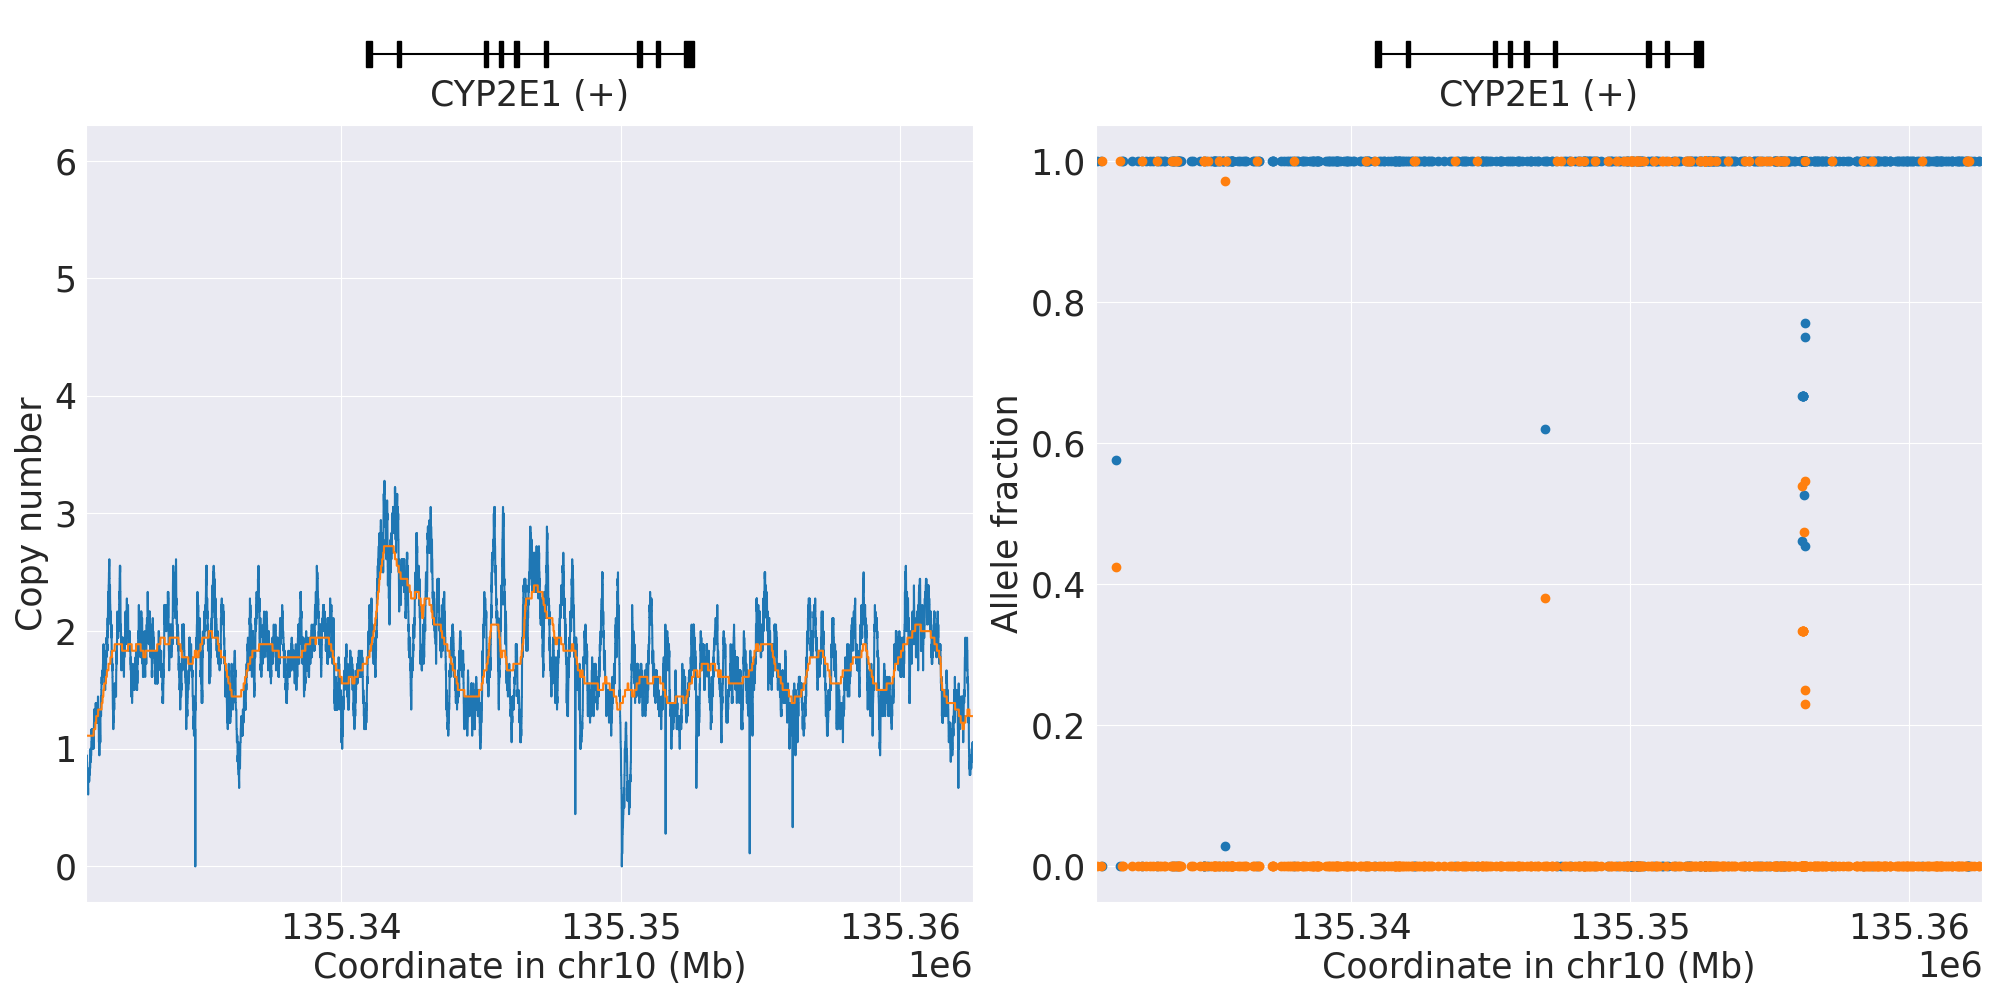 CYP2E1 (+)
6
5
4
3
2
1
0
Copy number
135.34 135.35 135.36
Coordinate in chr10 (Mb)
1e6
CYP2E1 (+)
1.0
0.8
0.6
0.4
0.2
0.0
Allele fraction
135.34 135.35 135.36
Coordinate in chr10 (Mb)
1e6